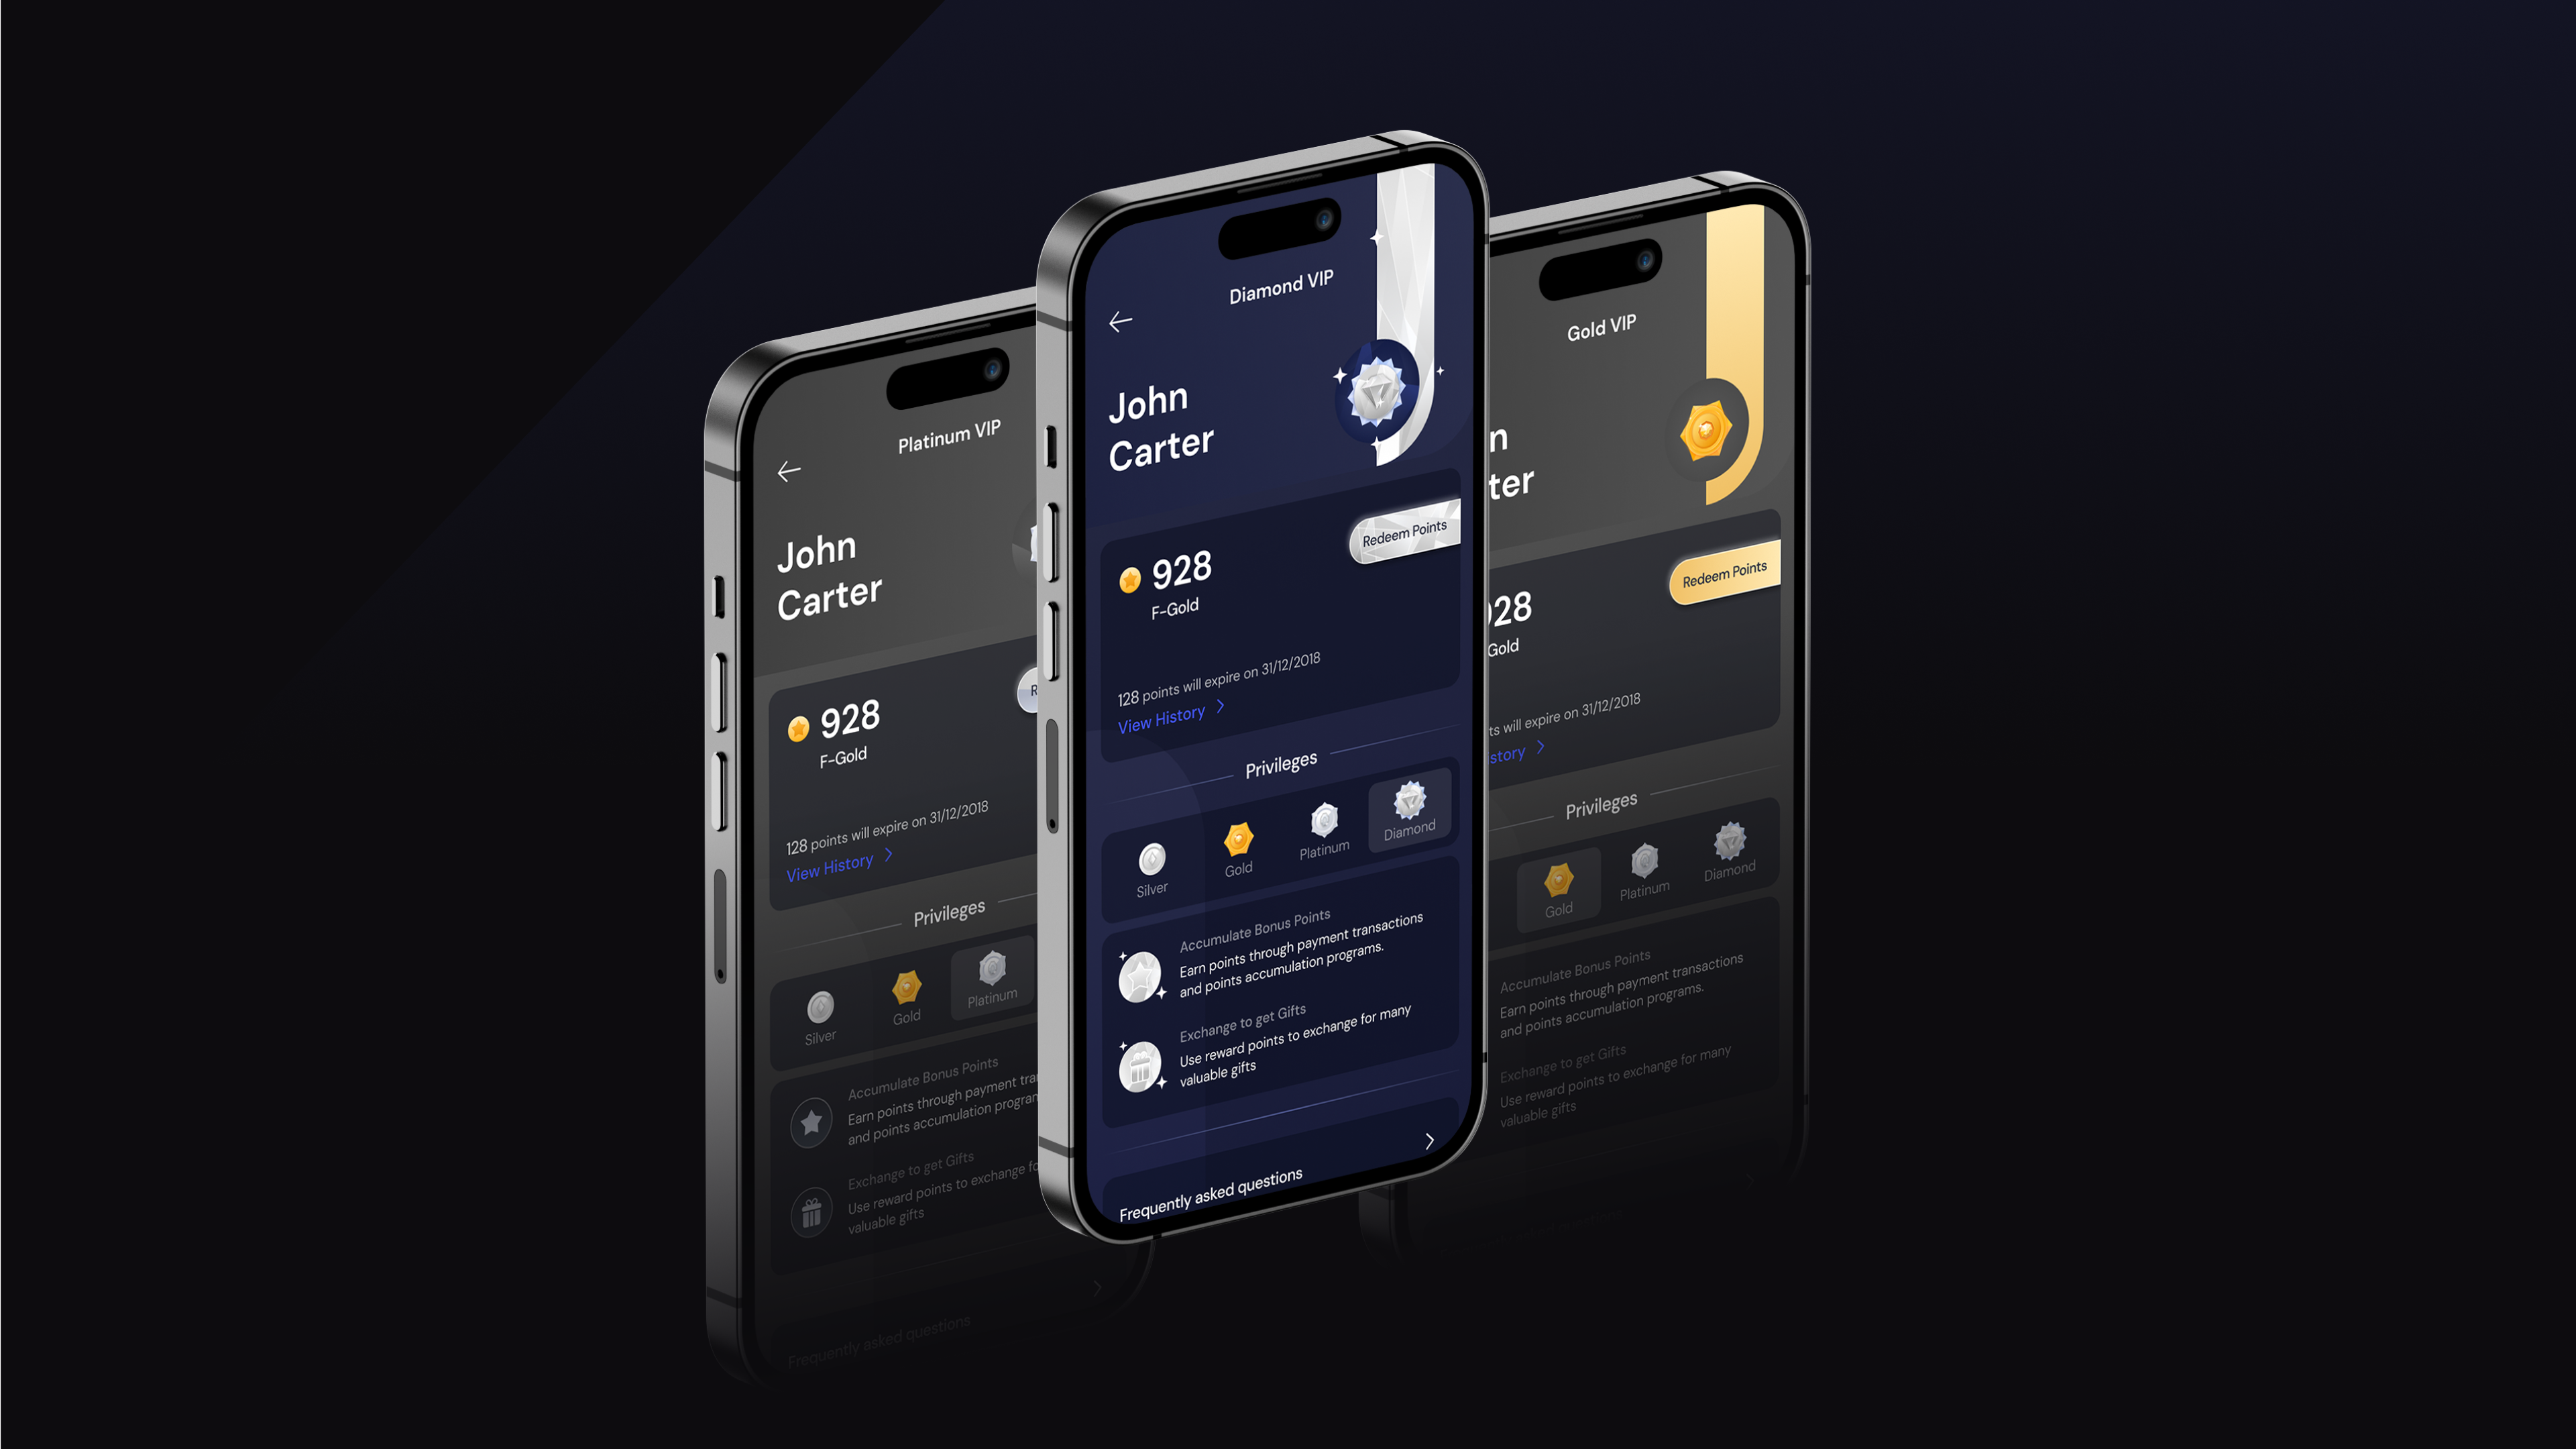 Platinum VIP
John
Carter
928
F-Gold
128 points will expire on 31/12/2018
View History
Privileges
Silver
Gold
Platinum
Accumulate Bonus Points
Earn points through payment
and points accumulation
Exchange to get Gifts
Use reward points to exchange
valuable gifts
Frequently asked questions
Diamond VIP
John
Carter
928
F-Gold
Redeem Points
128 points will expire on 31/12/2018
View History
Privileges
Silver
Gold
Platinum
Diamond
Accumulate Bonus Points
Earn points through payment transactions
and points accumulation programs.
Exchange to get Gifts
Use reward points to exchange for many
valuable gifts
Frequently asked questions
Gold VIP
n
ter
28
Gold
Redeem Points
ts will expire on 31/12/2018
story
Privileges
Gold
Platinum
Diamond
Accumulate Bonus Points
Earn points through payment transactions
and points accumulation programs.
Exchange to get Gifts
Use reward points to exchange for many
valuable gifts